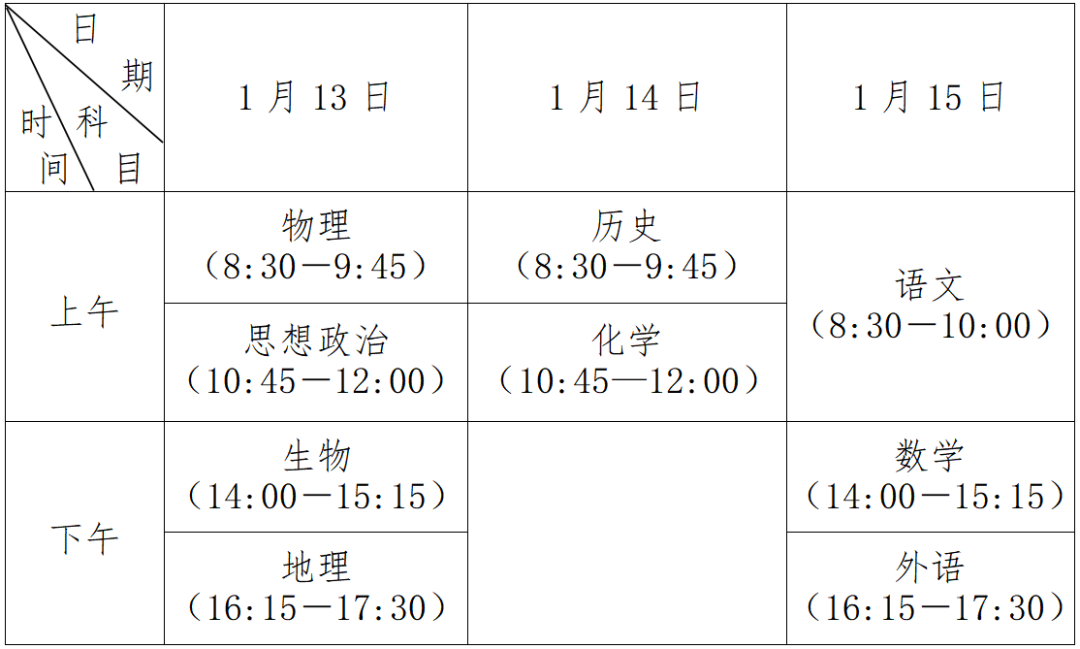 日期
科目
时间
1月13日
1月14日
1月15日
上午
物理
(8:30－9:45)
历史
(8:30－9:45)
语文
(8:30－10:00)
思想政治
(10:45－12:00)
化学
(10:45—12:00)
下午
生物
(14:00－15:15)
数学
(14:00－15:15)
地理
(16:15－17:30)
外语
(16:15－17:30)